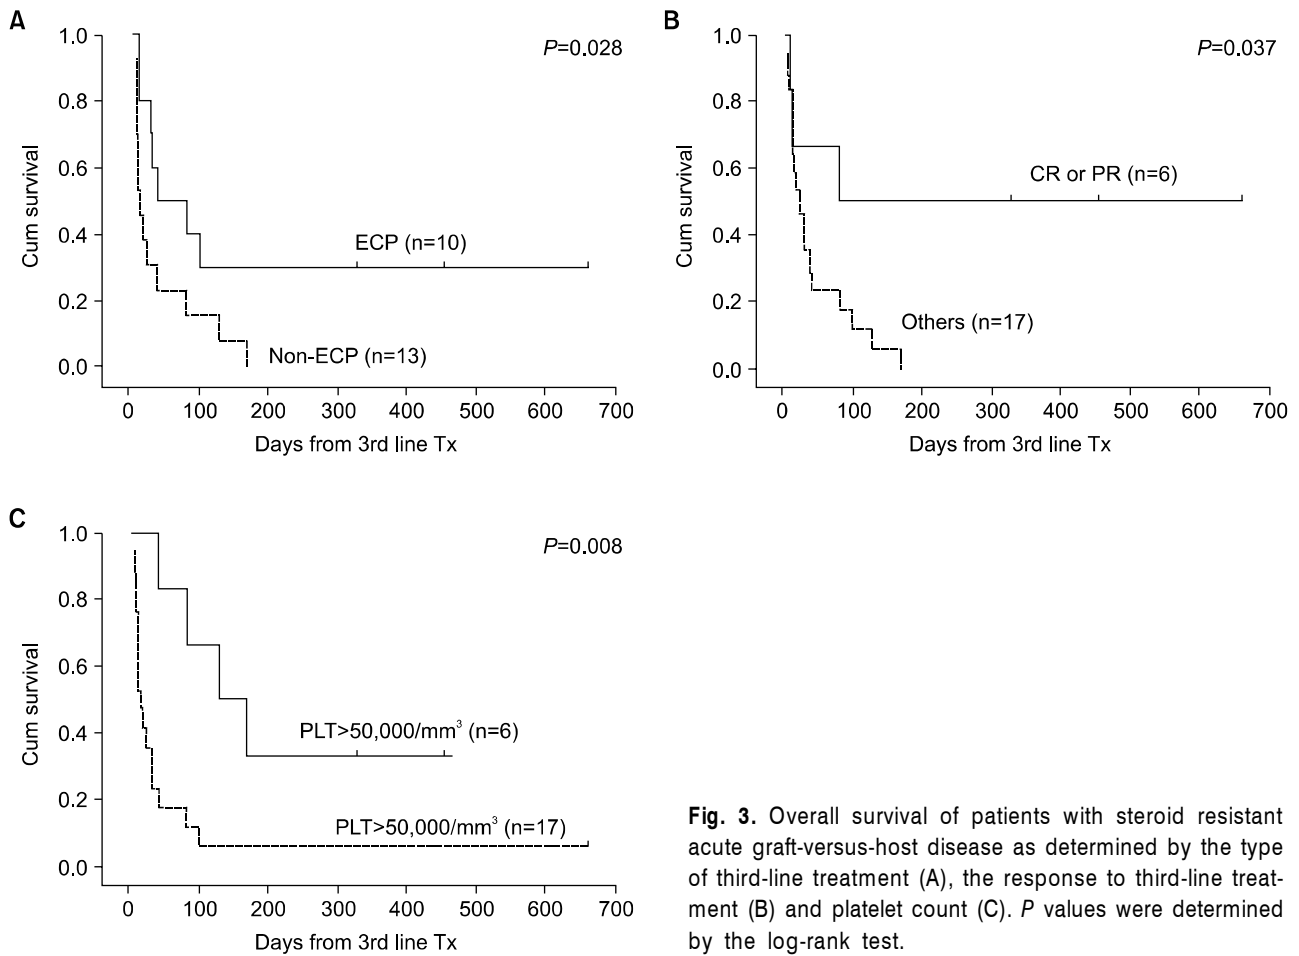 A
1.0
0.8
0.6
0.4
0.2
0.0
Cum survival
P=0.028
ECP (n=10)
Non-ECP (n=13)
0 100 200 300 400 500 600 700
Days from 3rd line Tx
B
1.0
0.8
0.6
0.4
0.2
0.0
Cum survival
P=0.037
CR or PR (n=6)
Others (n=17)
0 100 200 300 400 500 600 700
Days from 3rd line Tx
C
1.0
0.8
0.6
0.4
0.2
0.0
Cum survival
P=0.008
PLT>50,000/mm³ (n=6)
PLT>50,000/mm³ (n=17)
0 100 200 300 400 500 600 700
Days from 3rd line Tx
Fig. 3. Overall survival of patients with steroid resistant
acute graft-versus-host disease as determined by the type
of third-line treatment (A), the response to third-line treat-
ment (B) and platelet count (C). P values were determined
by the log-rank test.